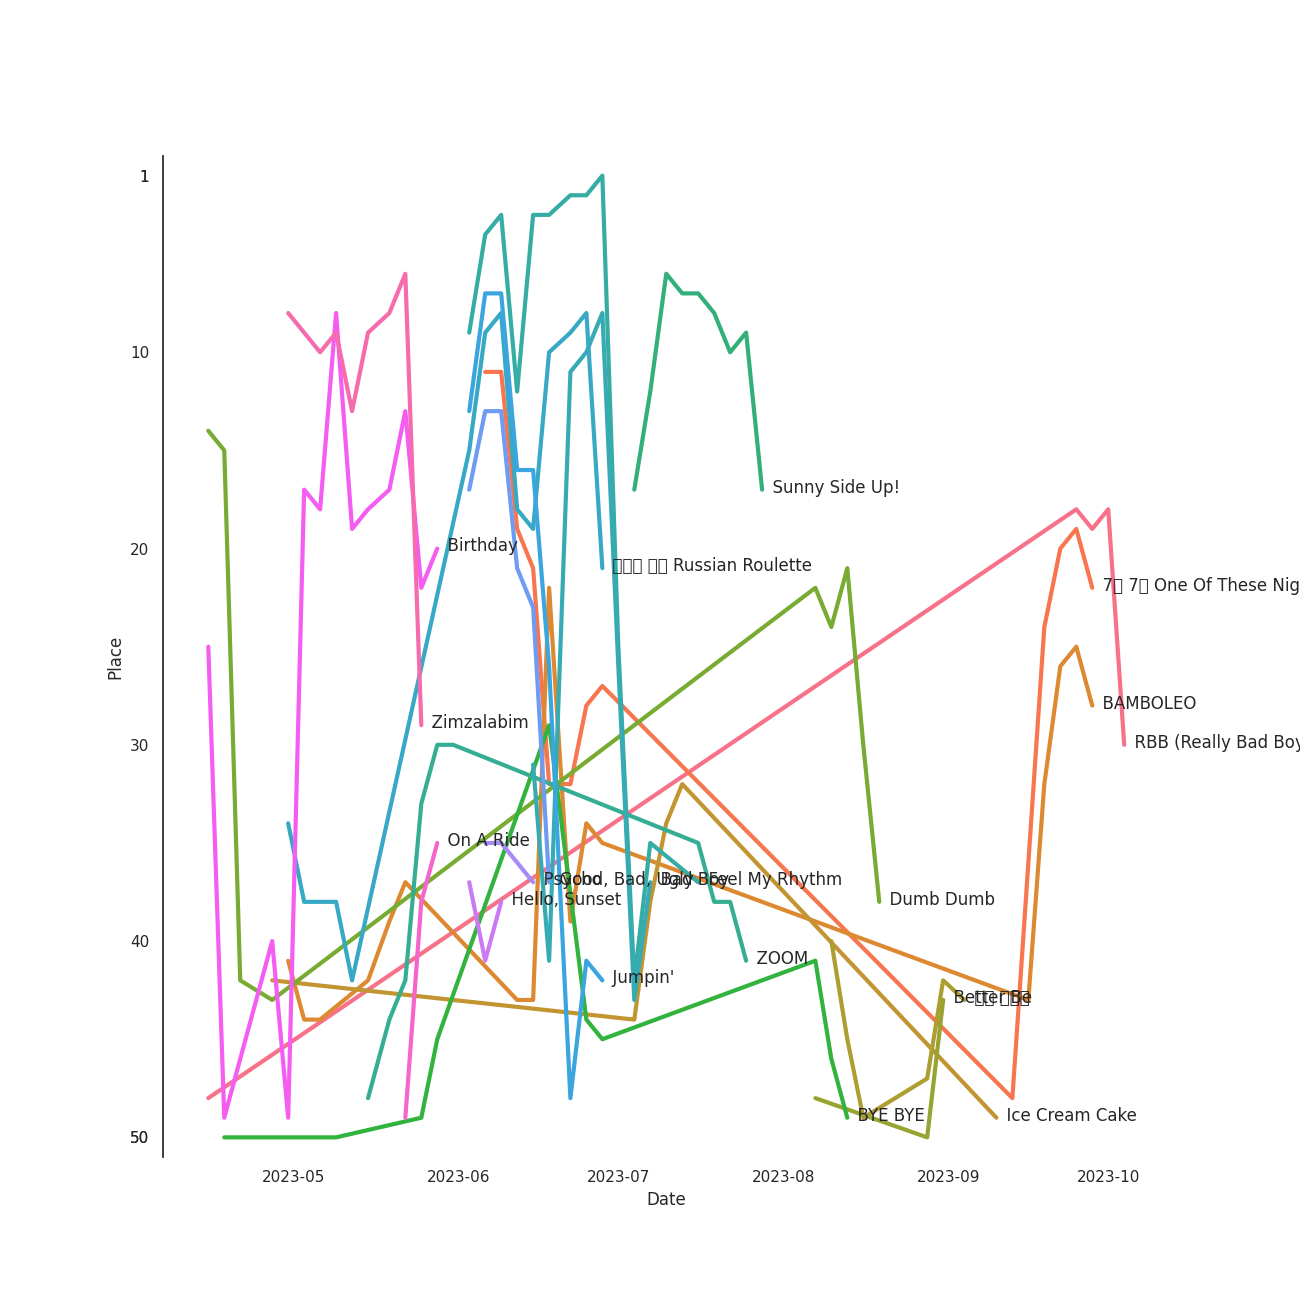 1
10
20
30
40
50
Place
2023-05
2023-06
2023-07
2023-08
2023-09
2023-10
Date
Sunny Side Up!
Birthday
Russian Roulette
7 7 One Of These Nig
BAMBOLEO
Zimzalabim
RBB (Really Bad Boy
On A Ride
Psycho
Good, Bad, Ugly
Bad Boy
Feel My Rhythm
Hello, Sunset
Dumb Dumb
ZOOM
Jumpin'
Better Be
BYE BYE
Ice Cream Cake